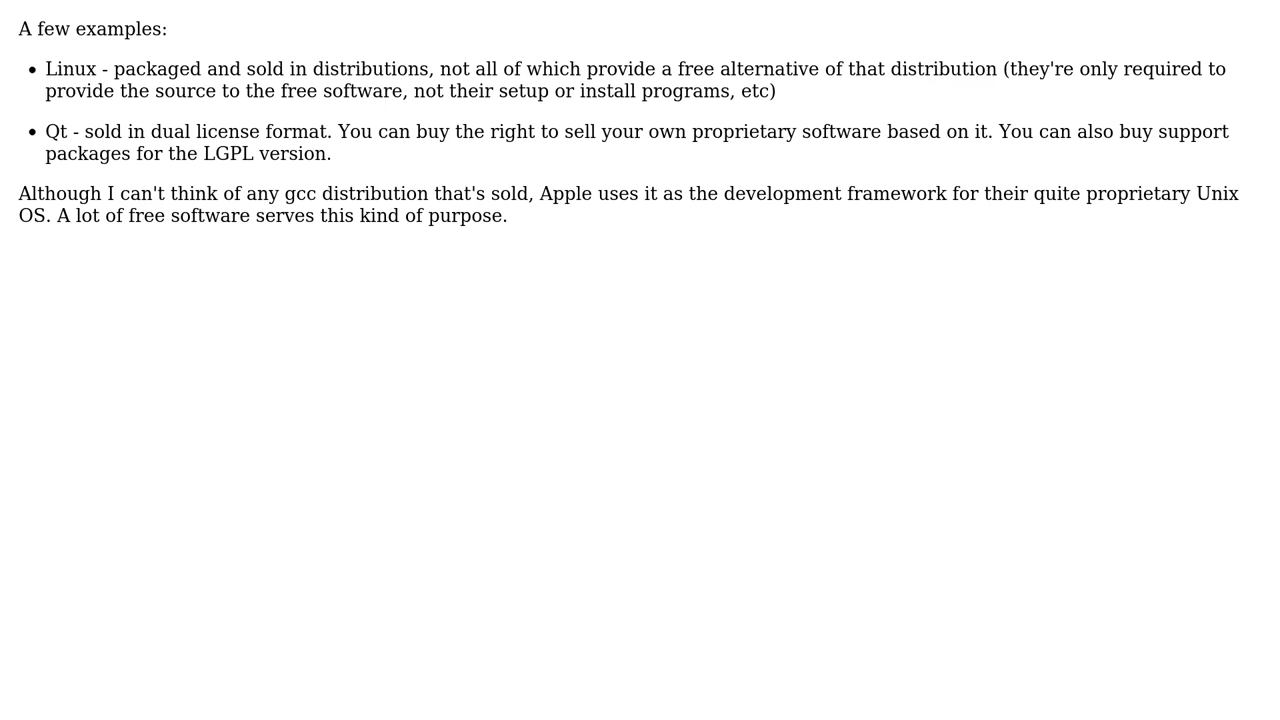 A few examples:
• Linux - packaged and sold in distributions, not all of which provide a free alternative of that distribution (they're only required to
provide the source to the free software, not their setup or install programs, etc)
• Qt - sold in dual license format. You can buy the right to sell your own proprietary software based on it. You can also buy support
packages for the LGPL version.
Although I can't think of any gcc distribution that's sold, Apple uses it as the development framework for their quite proprietary Unix
OS. A lot of free software serves this kind of purpose.